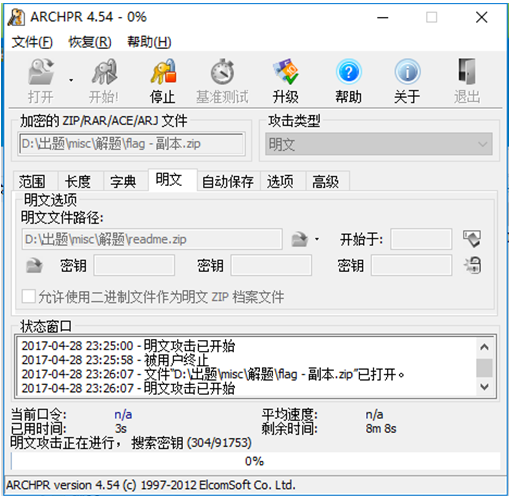 ARCHPR 4.54 - 0%
文件(F) 恢复(R) 帮助(H)
打开 开始! 停止 基准测试 升级 帮助 关于 退出
加密的 ZIP/RAR/ACE/ARJ 文件 攻击类型
D:\出题\misc\解题\flag - 副本.zip 明文
范围 长度 字典 明文 自动保存 选项 高级
明文选项
明文文件路径:
D:\出题\misc\解题\readme.zip 开始于:
密钥 密钥 密钥
允许使用二进制文件作为明文 ZIP 档案文件
状态窗口
2017-04-28 23:25:00 - 明文攻击已开始
2017-04-28 23:25:58 - 被用户终止
2017-04-28 23:26:07 - 文件"D:\出题\misc\解题\flag - 副本.zip"已打开。
2017-04-28 23:26:07 - 明文攻击已开始
当前口令: n/a 平均速度: n/a
已用时间: 3s 剩余时间: 8m 8s
明文攻击正在进行， 搜索密钥 (304/91753)
0%
ARCHPR version 4.54 (c) 1997-2012 ElcomSoft Co. Ltd.